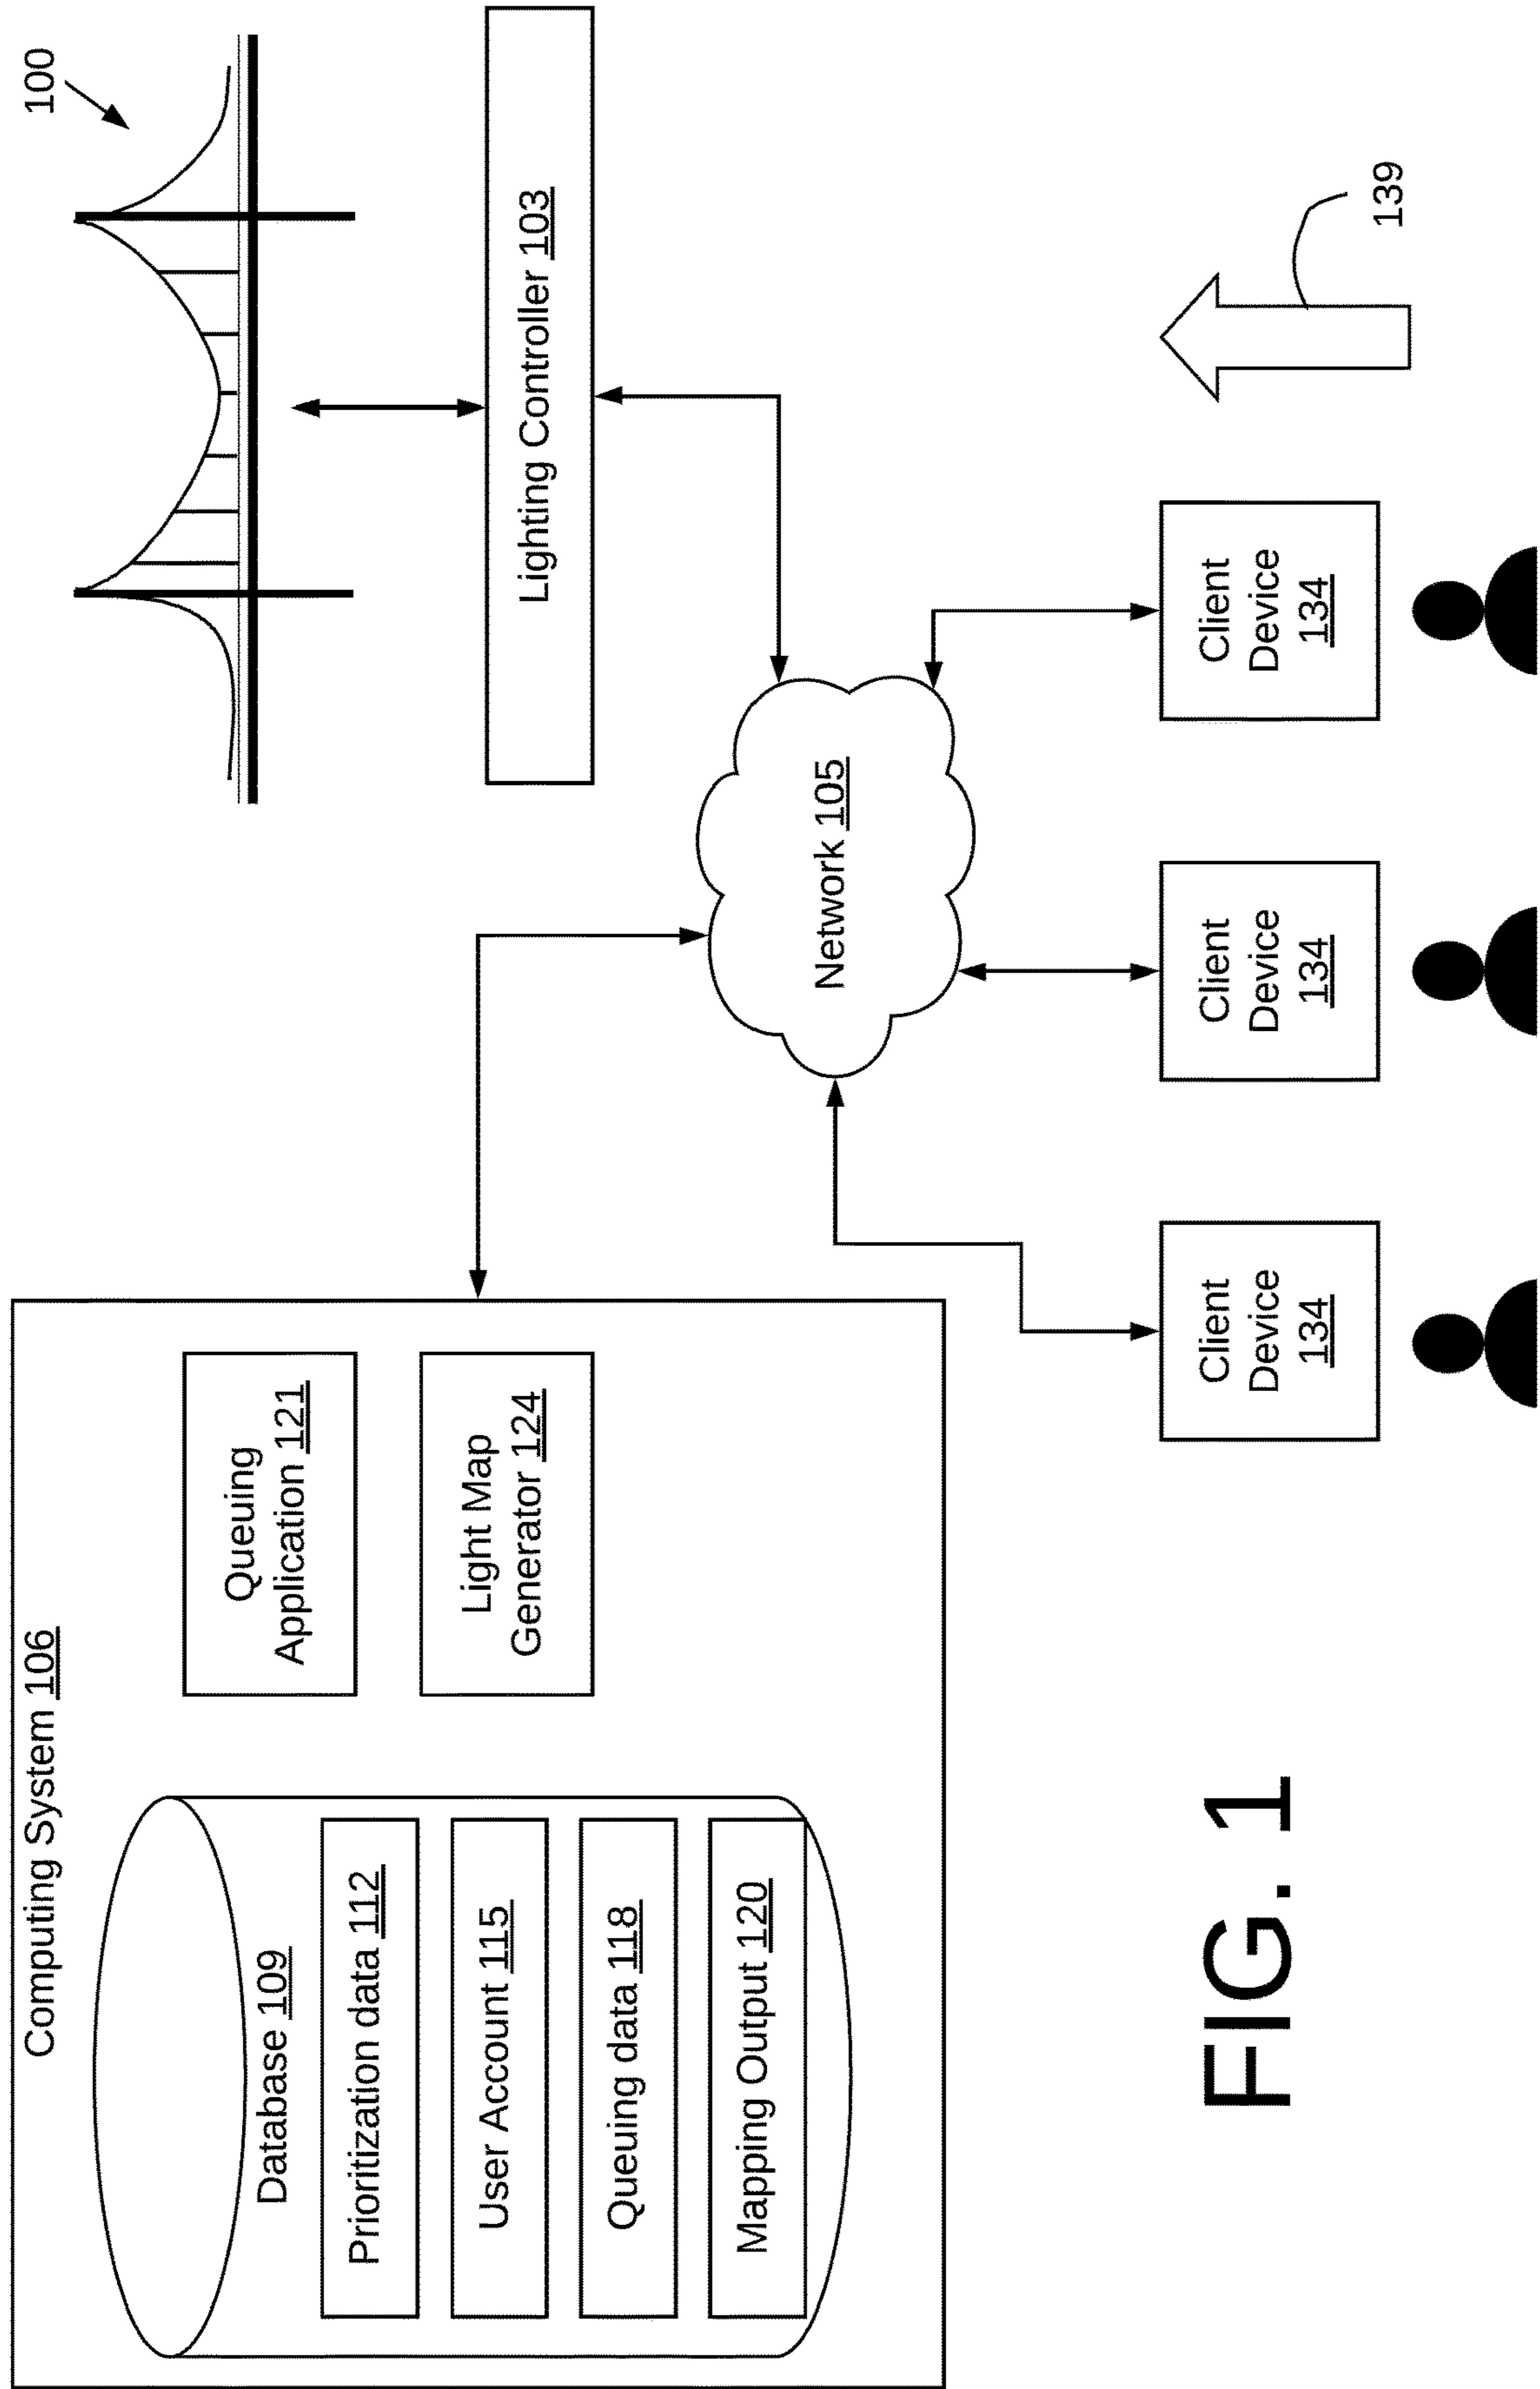 Computing System 106
Database 109
Prioritization data 112
User Account 115
Queuing data 118
Mapping Output 120
Queuing
Application 121
Light Map
Generator 124
100
Lighting Controller 103
Network 105
Client
Device
134
Client
Device
134
Client
Device
134
139
FIG. 1